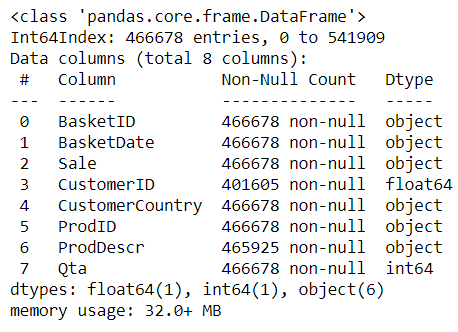 <class 'pandas.core.frame.DataFrame'>
Int64Index: 466678 entries, 0 to 541909
Data columns (total 8 columns):
 #   Column           Non-Null Count   Dtype
---  ------           --------------   -----
 0   BasketID         466678 non-null  object
 1   BasketDate       466678 non-null  object
 2   Sale             466678 non-null  object
 3   CustomerID       401605 non-null  float64
 4   CustomerCountry  466678 non-null  object
 5   ProdID           466678 non-null  object
 6   ProdDescr        465925 non-null  object
 7   Qta              466678 non-null  int64
dtypes: float64(1), int64(1), object(6)
memory usage: 32.0+ MB